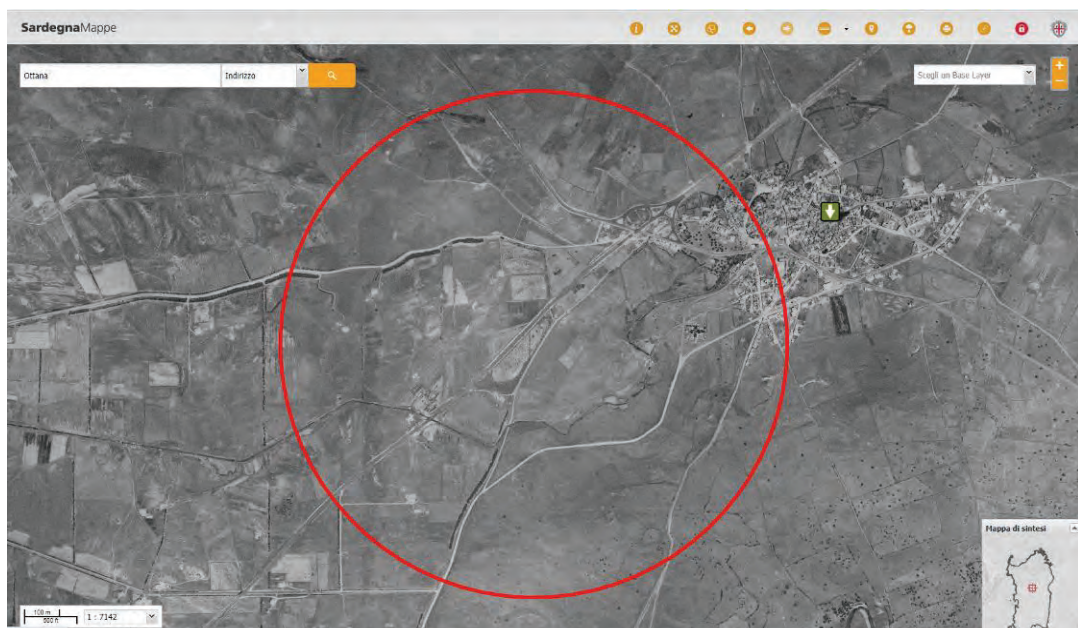 SardegnaMappe
Ottana
Indirizzo
Scegli un Base Layer
+
−
Mappa di sintesi
100 m
500 ft
1 : 7142